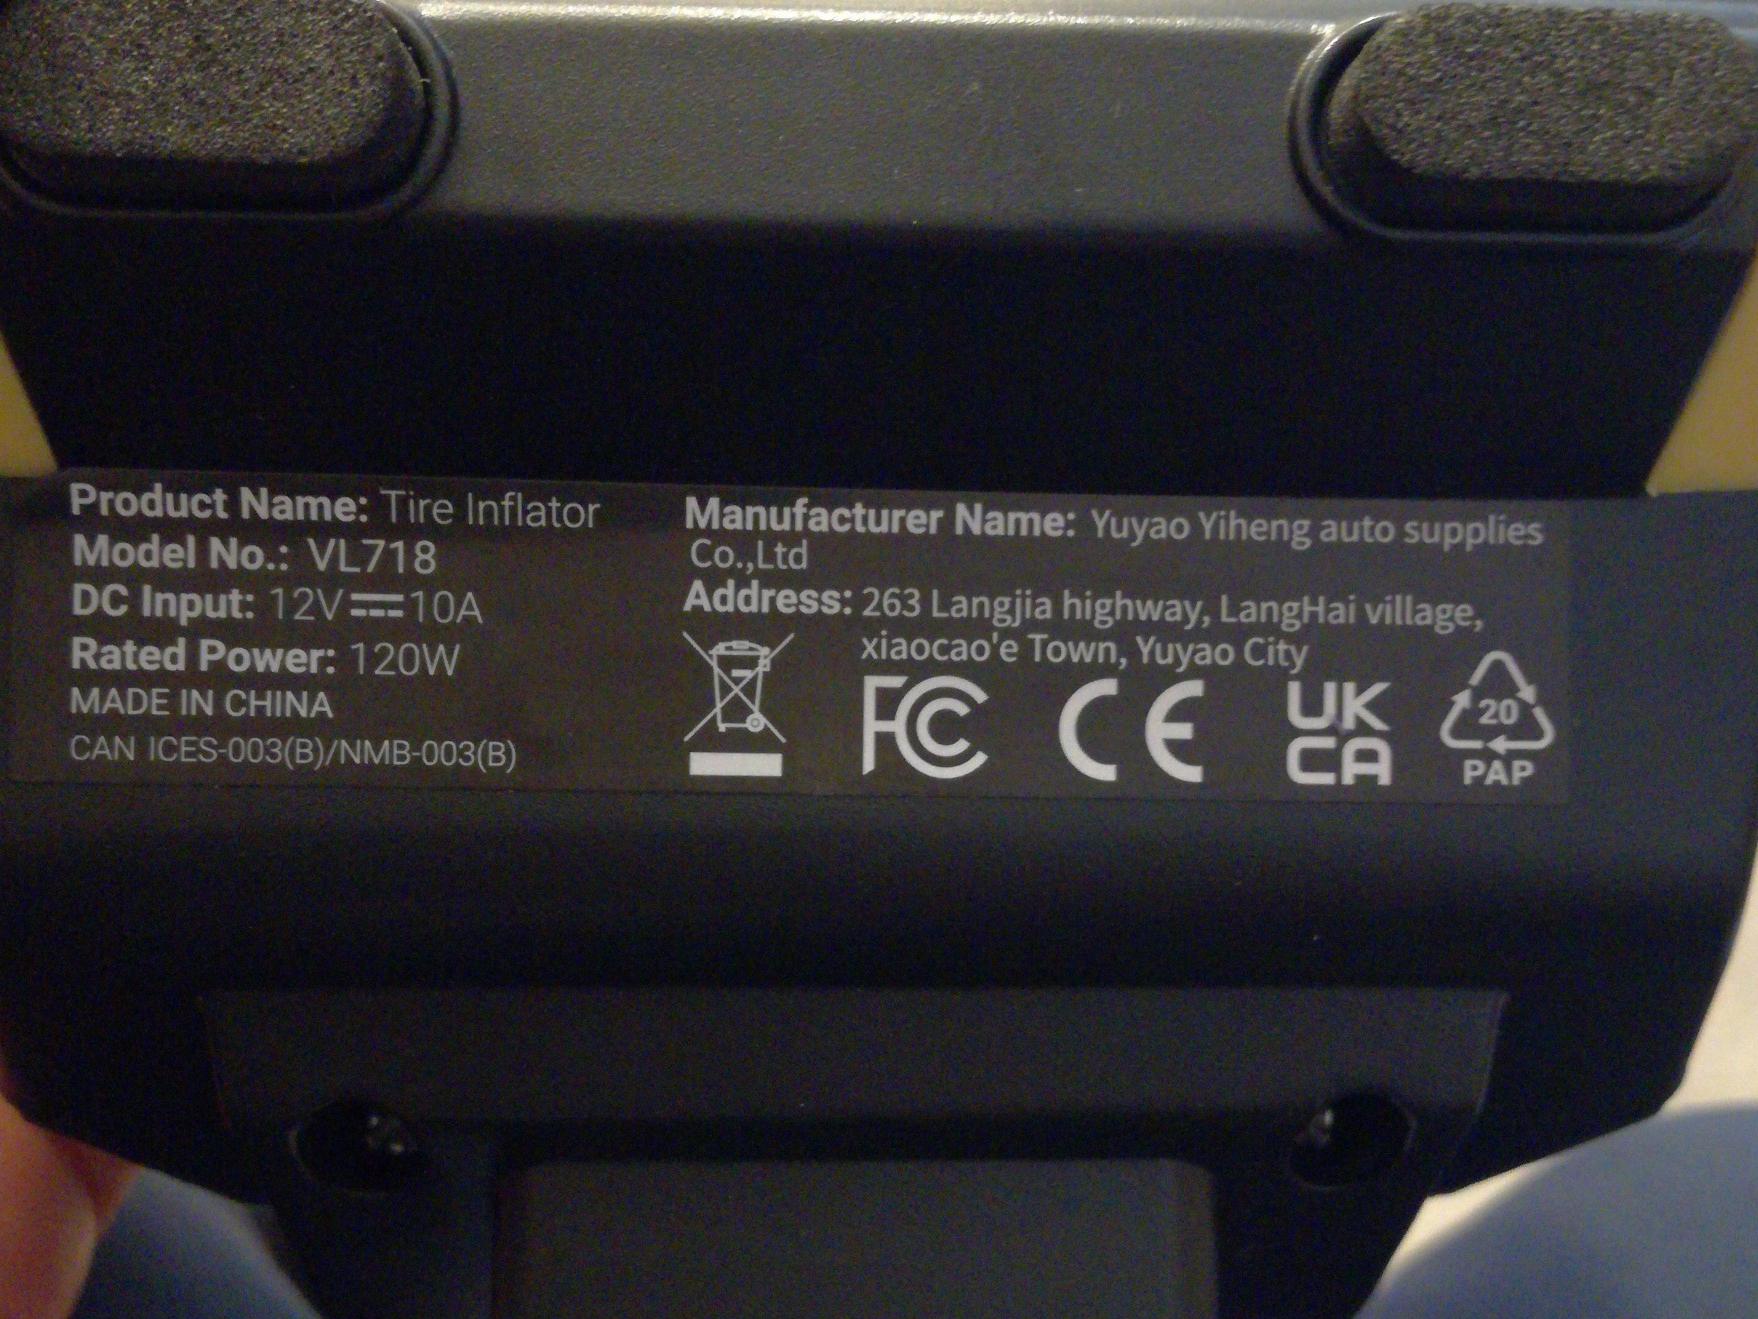 Product Name: Tire Inflator
Model No.: VL718
DC Input: 12V⎓10A
Rated Power: 120W
MADE IN CHINA
CAN ICES-003(B)/NMB-003(B)
Manufacturer Name: Yuyao Yiheng auto supplies
Co.,Ltd
Address: 263 Langjia highway, LangHai village,
xiaocao'e Town, Yuyao City
FC CE UK
CA
20
PAP